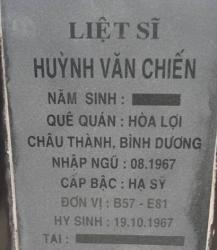 LIỆT SĨ
HUỲNH VĂN CHIẾN
NĂM SINH :
QUÊ QUÁN : HÒA LỢI
CHÂU THÀNH, BÌNH DƯƠNG
NHẬP NGŨ : 08.1967
CẤP BẬC : HẠ SỸ
ĐƠN VỊ : B57 - E81
HY SINH : 19.10.1967
TẠI :